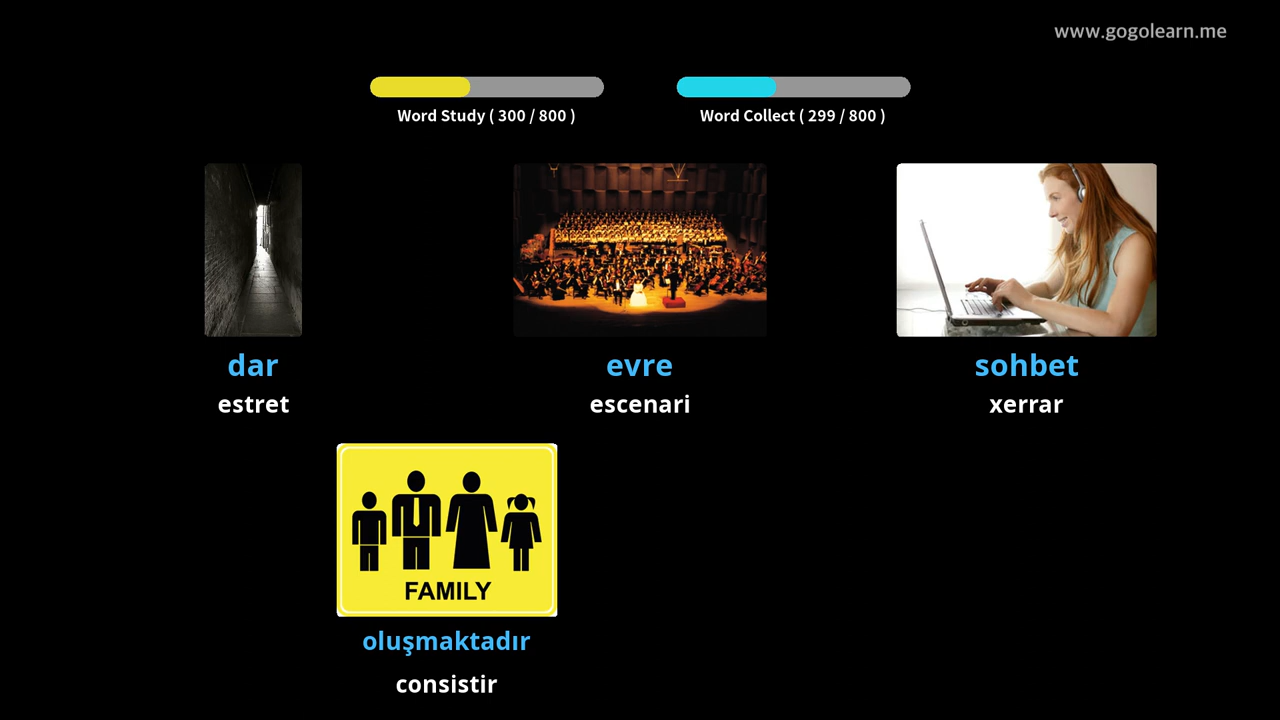 www.gogolearn.me
Word Study ( 300 / 800 )
Word Collect ( 299 / 800 )
dar
estret
evre
escenari
sohbet
xerrar
FAMILY
oluşmaktadır
consistir